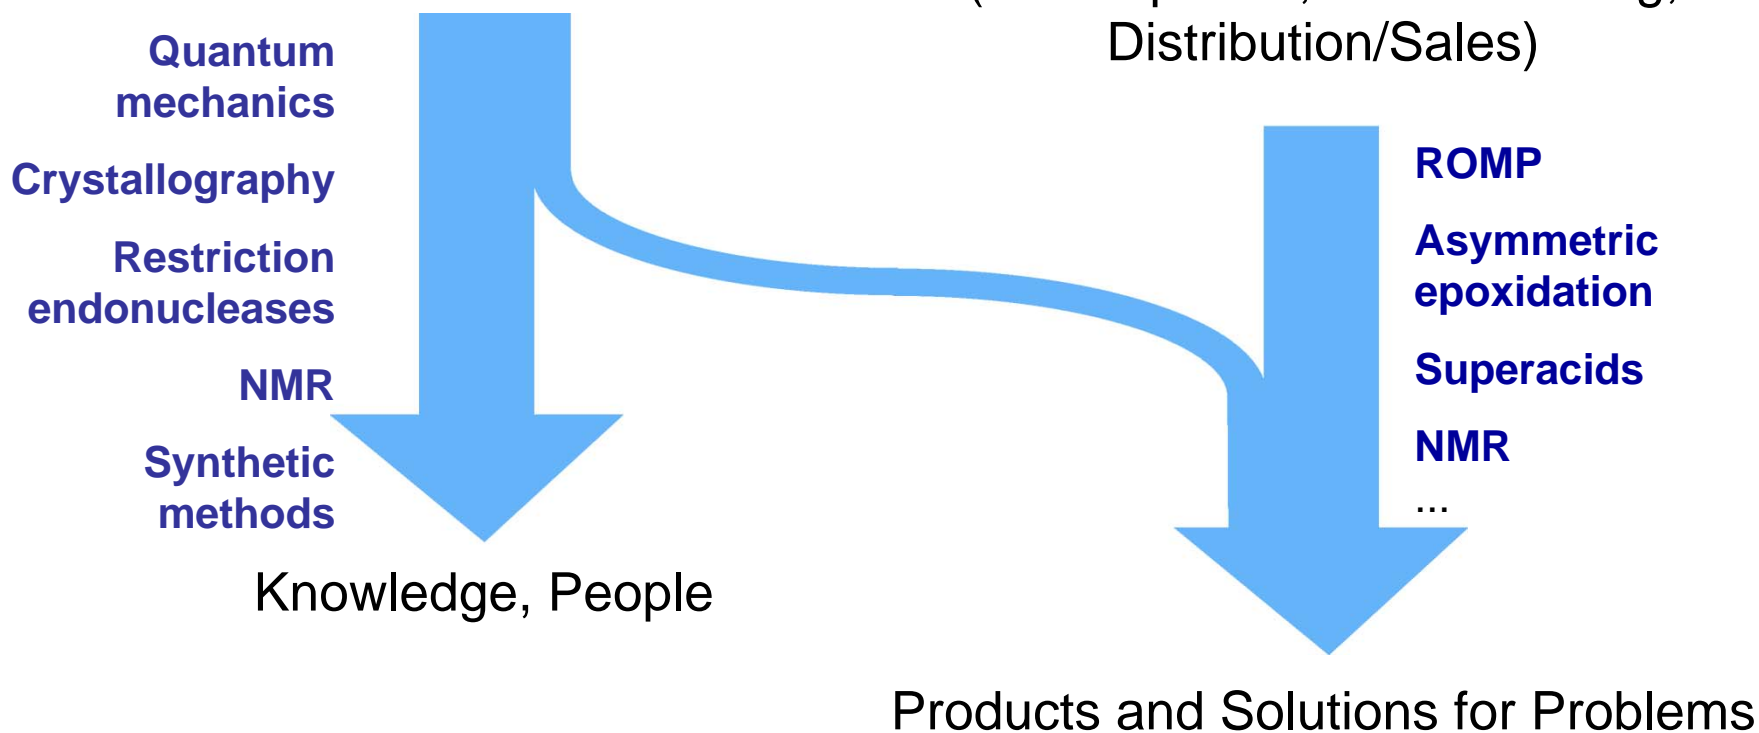 Distribution/Sales)
Quantum
mechanics
Crystallography
Restriction
endonucleases
NMR
Synthetic
methods
Knowledge, People
ROMP
Asymmetric
epoxidation
Superacids
NMR
...
Products and Solutions for Problems